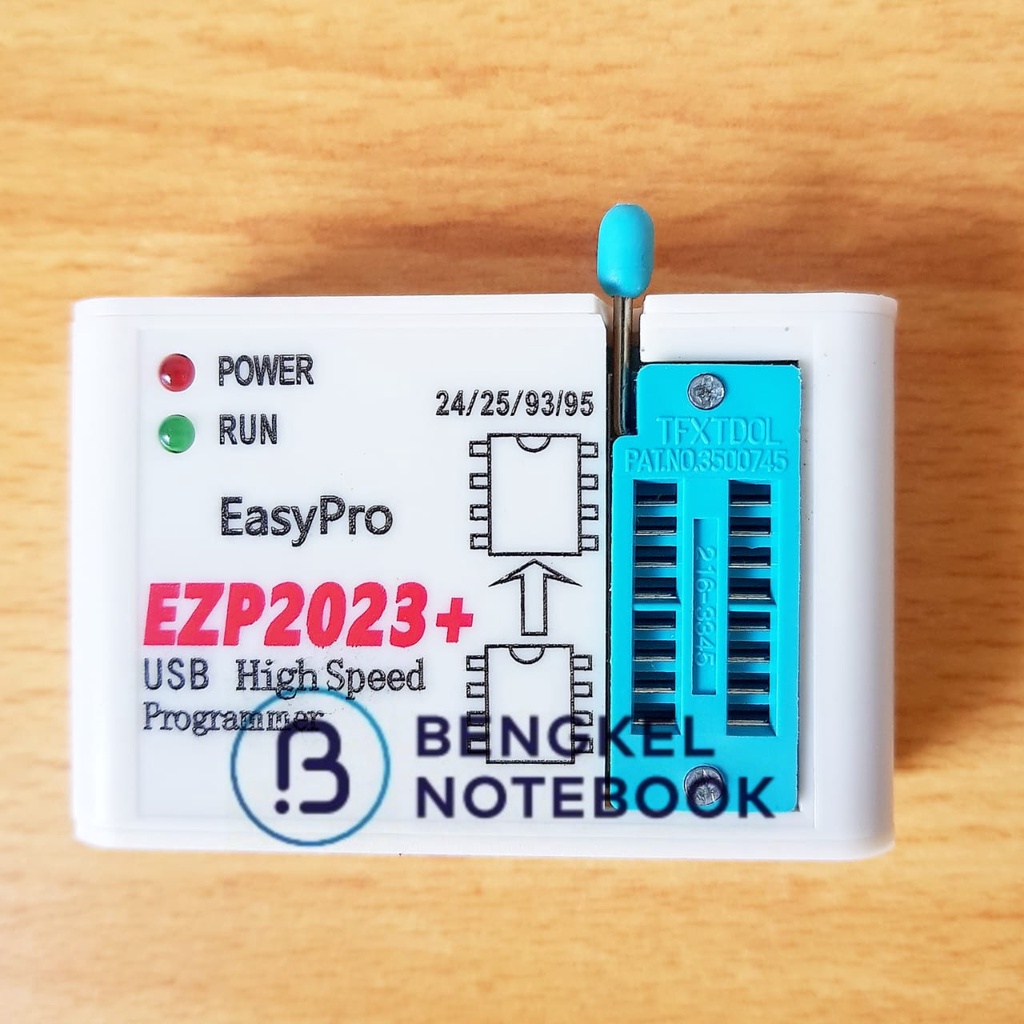 POWER
RUN
24/25/93/95
EasyPro
EZP2023+
USB High Speed
Programmer
TFXTDOL
PAT.NO.3500745
216-3345
B
BENGKEL
NOTEBOOK